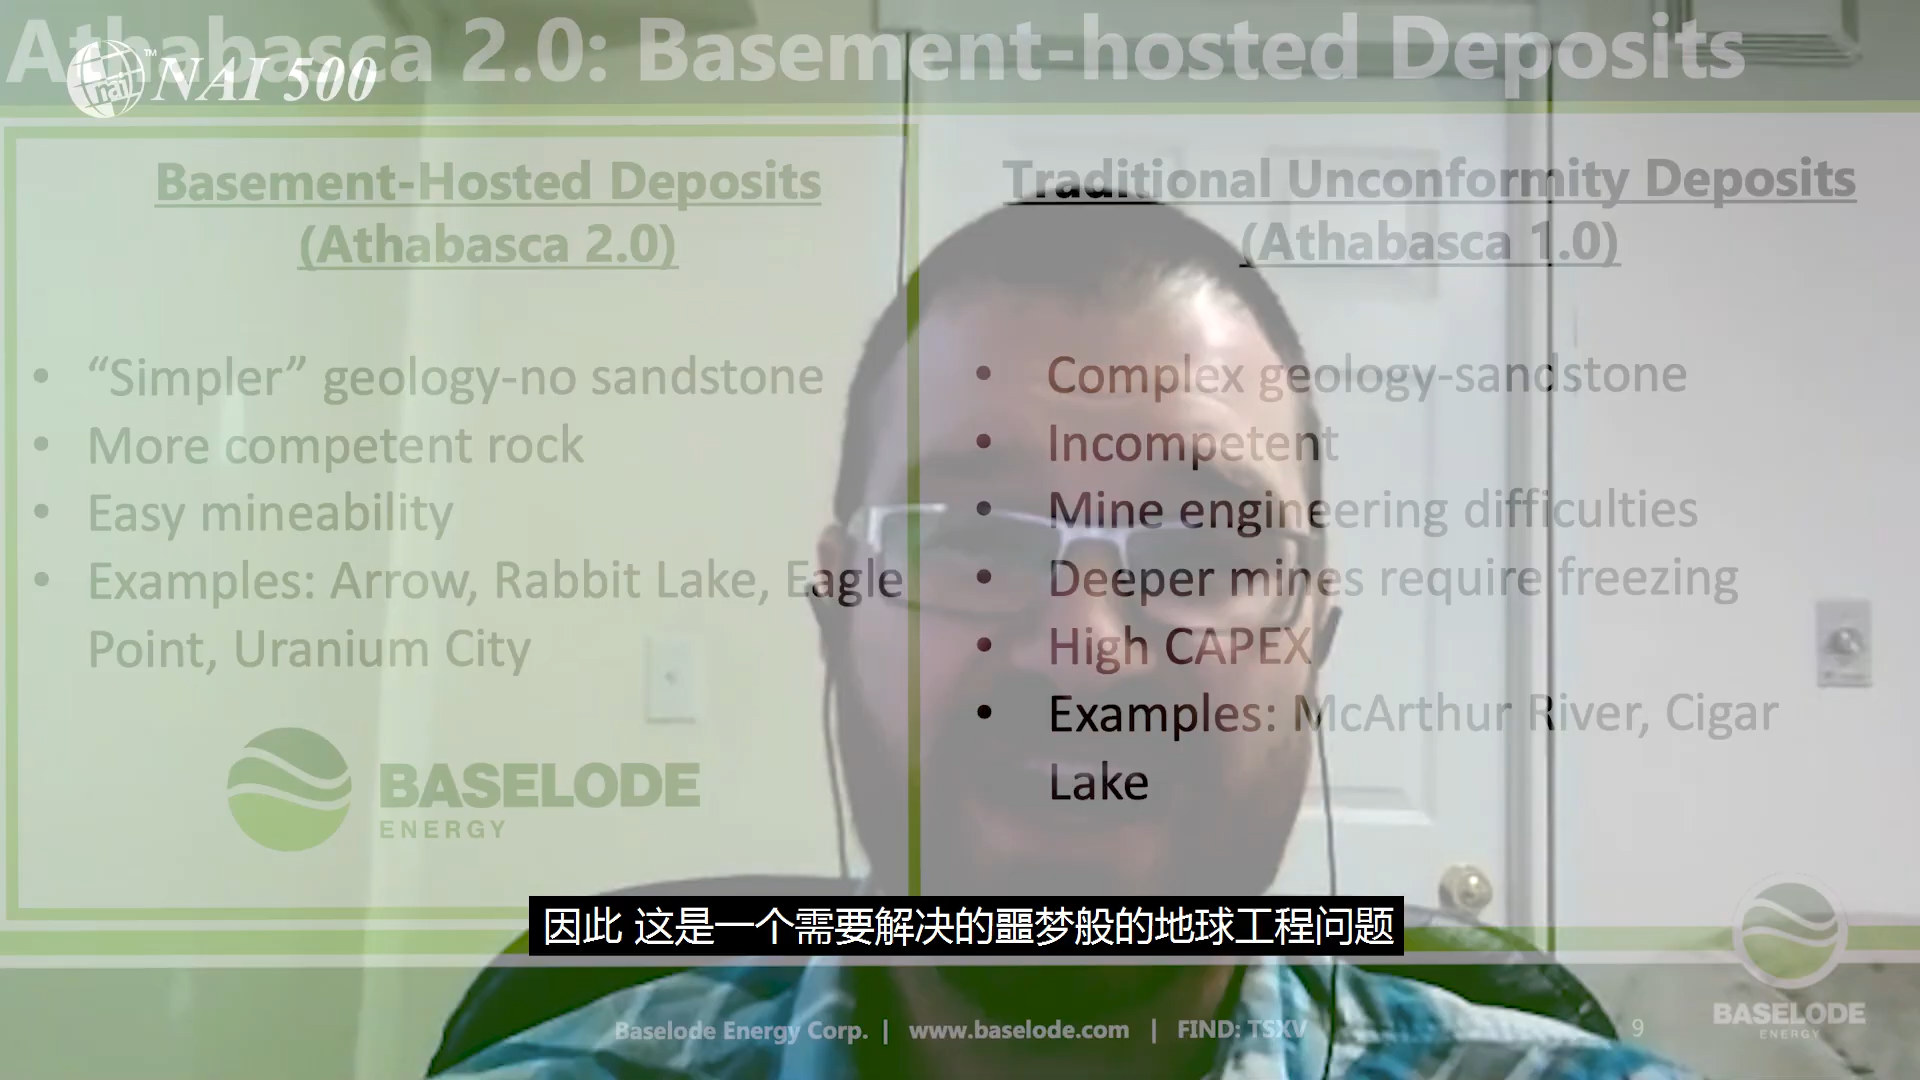 Athabasca 2.0: Basement-hosted Deposits
nai
™
NAI 500
Basement-Hosted Deposits
(Athabasca 2.0)
• “Simpler” geology-no sandstone
• More competent rock
• Easy mineability
• Examples: Arrow, Rabbit Lake, Eagle
Point, Uranium City
BASELODE
ENERGY
Traditional Unconformity Deposits
(Athabasca 1.0)
• Complex geology-sandstone
• Incompetent
• Mine engineering difficulties
• Deeper mines require freezing
• High CAPEX
• Examples: McArthur River, Cigar
Lake
因此 这是一个需要解决的噩梦般的地球工程问题
Baselode Energy Corp. | www.baselode.com | FIND: TSXV
9
BASELODE
ENERGY